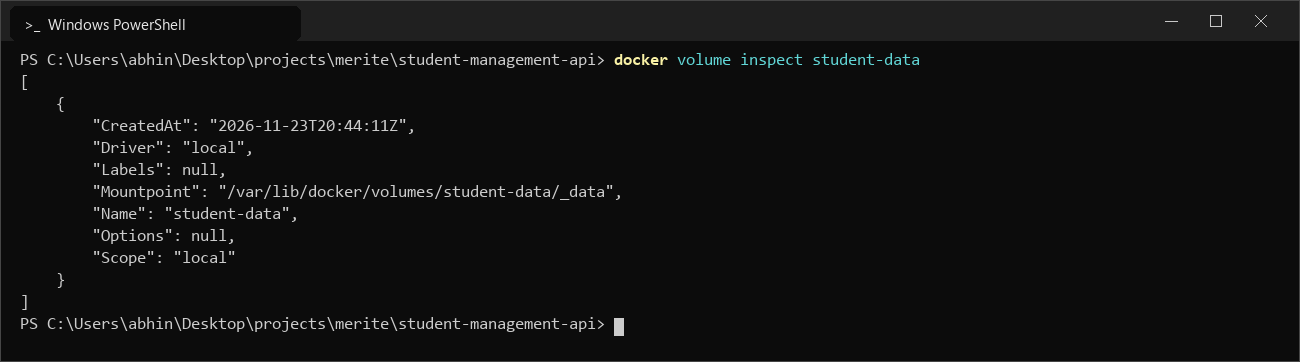 >_ Windows PowerShell
PS C:\Users\abhin\Desktop\projects\merite\student-management-api> docker volume inspect student-data
[
    {
        "CreatedAt": "2026-11-23T20:44:11Z",
        "Driver": "local",
        "Labels": null,
        "Mountpoint": "/var/lib/docker/volumes/student-data/_data",
        "Name": "student-data",
        "Options": null,
        "Scope": "local"
    }
]
PS C:\Users\abhin\Desktop\projects\merite\student-management-api>